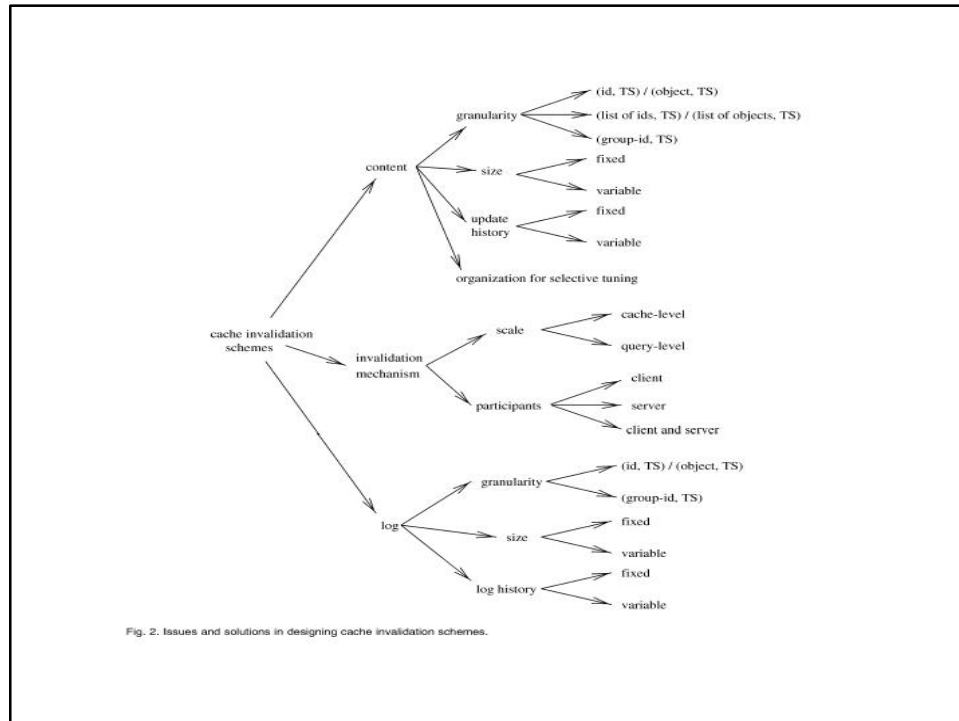 (id, TS) / (object, TS)
granularity
(list of ids, TS) / (list of objects, TS)
(group-id, TS)
content
size
fixed
variable
update
history
fixed
variable
organization for selective tuning
cache invalidation
schemes
invalidation
mechanism
scale
cache-level
query-level
participants
client
server
client and server
log
granularity
(id, TS) / (object, TS)
(group-id, TS)
size
fixed
variable
log history
fixed
variable
Fig. 2. Issues and solutions in designing cache invalidation schemes.